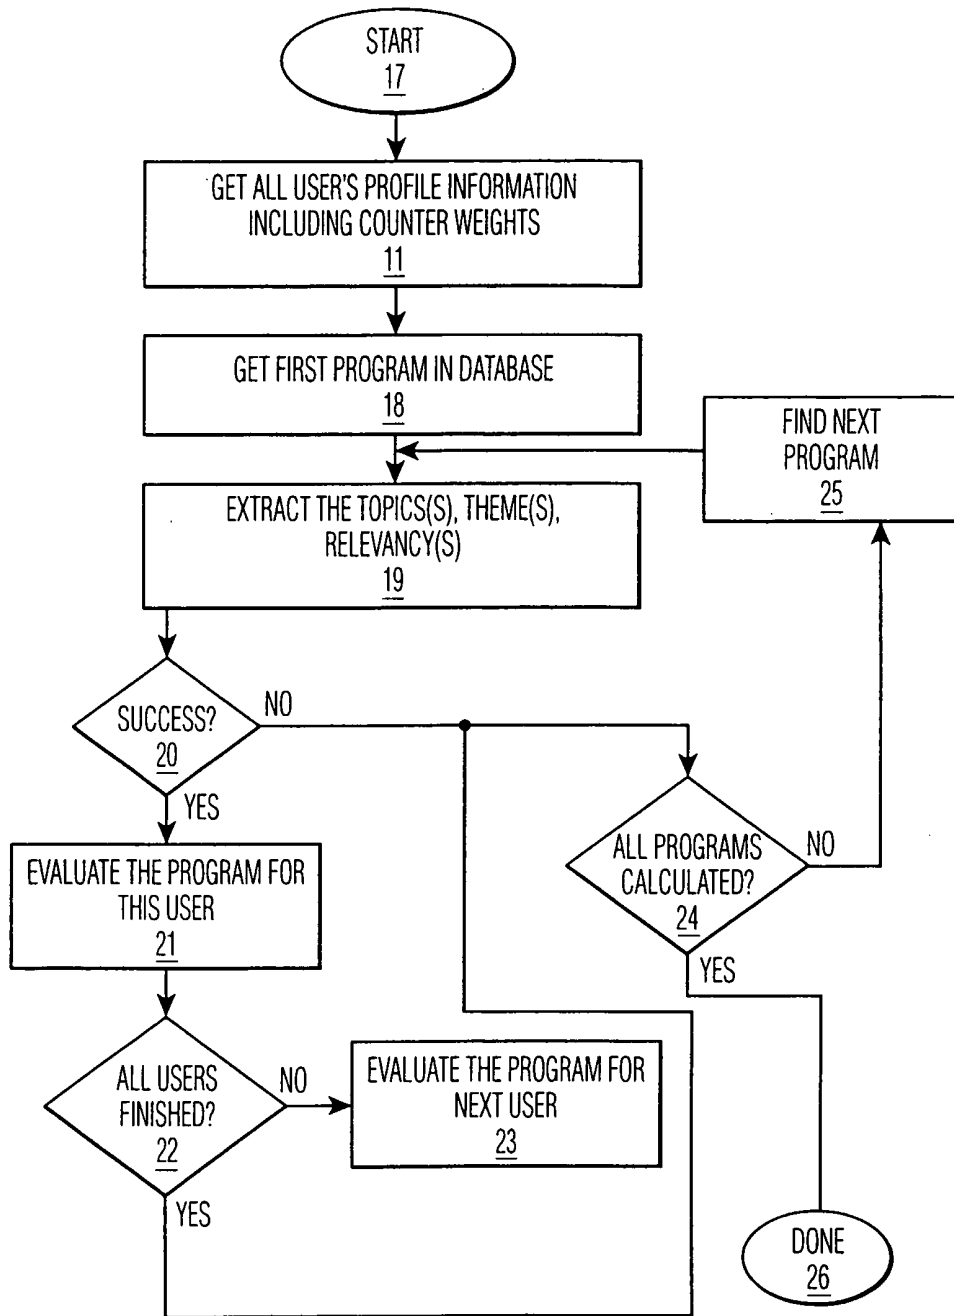 START
17
GET ALL USER'S PROFILE INFORMATION
INCLUDING COUNTER WEIGHTS
11
GET FIRST PROGRAM IN DATABASE
18
FIND NEXT
PROGRAM
25
EXTRACT THE TOPICS(S), THEME(S),
RELEVANCY(S)
19
SUCCESS?
20
NO
YES
ALL PROGRAMS
CALCULATED?
24
NO
YES
EVALUATE THE PROGRAM FOR
THIS USER
21
ALL USERS
FINISHED?
22
NO
YES
EVALUATE THE PROGRAM FOR
NEXT USER
23
DONE
26